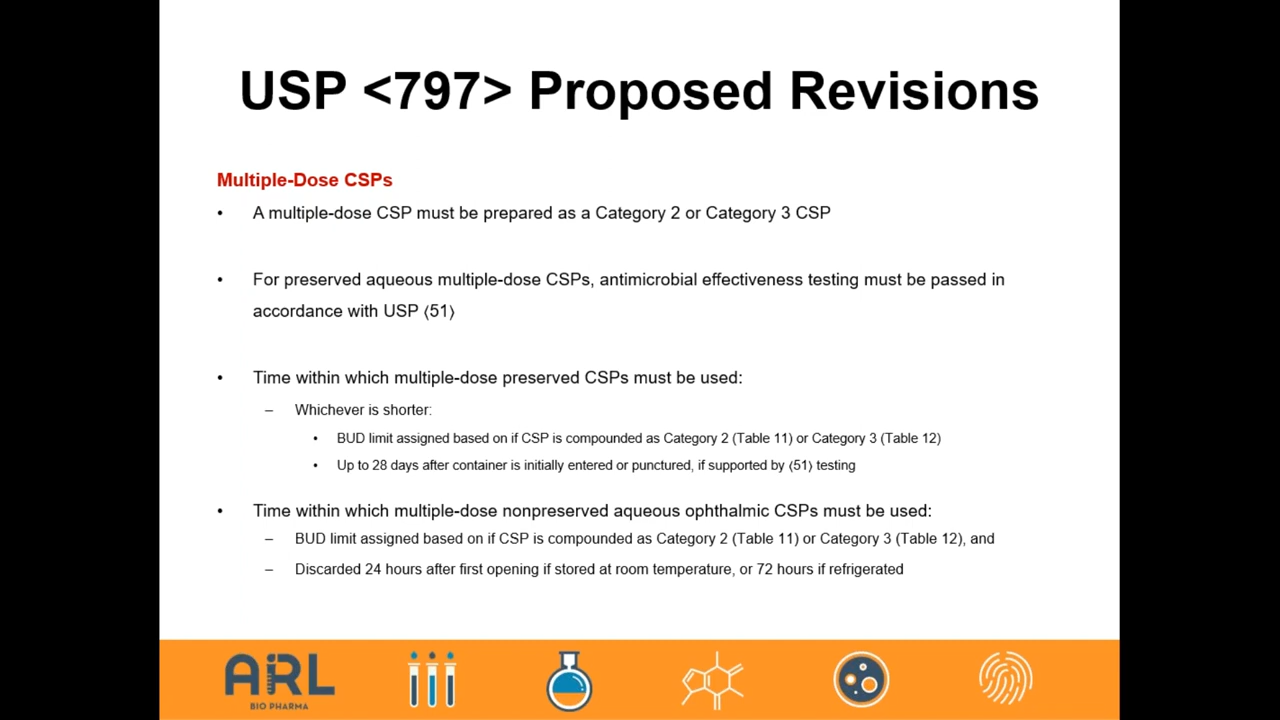 USP <797> Proposed Revisions
Multiple-Dose CSPs
• A multiple-dose CSP must be prepared as a Category 2 or Category 3 CSP
• For preserved aqueous multiple-dose CSPs, antimicrobial effectiveness testing must be passed in
accordance with USP ⟨51⟩
• Time within which multiple-dose preserved CSPs must be used:
– Whichever is shorter:
• BUD limit assigned based on if CSP is compounded as Category 2 (Table 11) or Category 3 (Table 12)
• Up to 28 days after container is initially entered or punctured, if supported by ⟨51⟩ testing
• Time within which multiple-dose nonpreserved aqueous ophthalmic CSPs must be used:
– BUD limit assigned based on if CSP is compounded as Category 2 (Table 11) or Category 3 (Table 12), and
– Discarded 24 hours after first opening if stored at room temperature, or 72 hours if refrigerated
ARL
BIO PHARMA